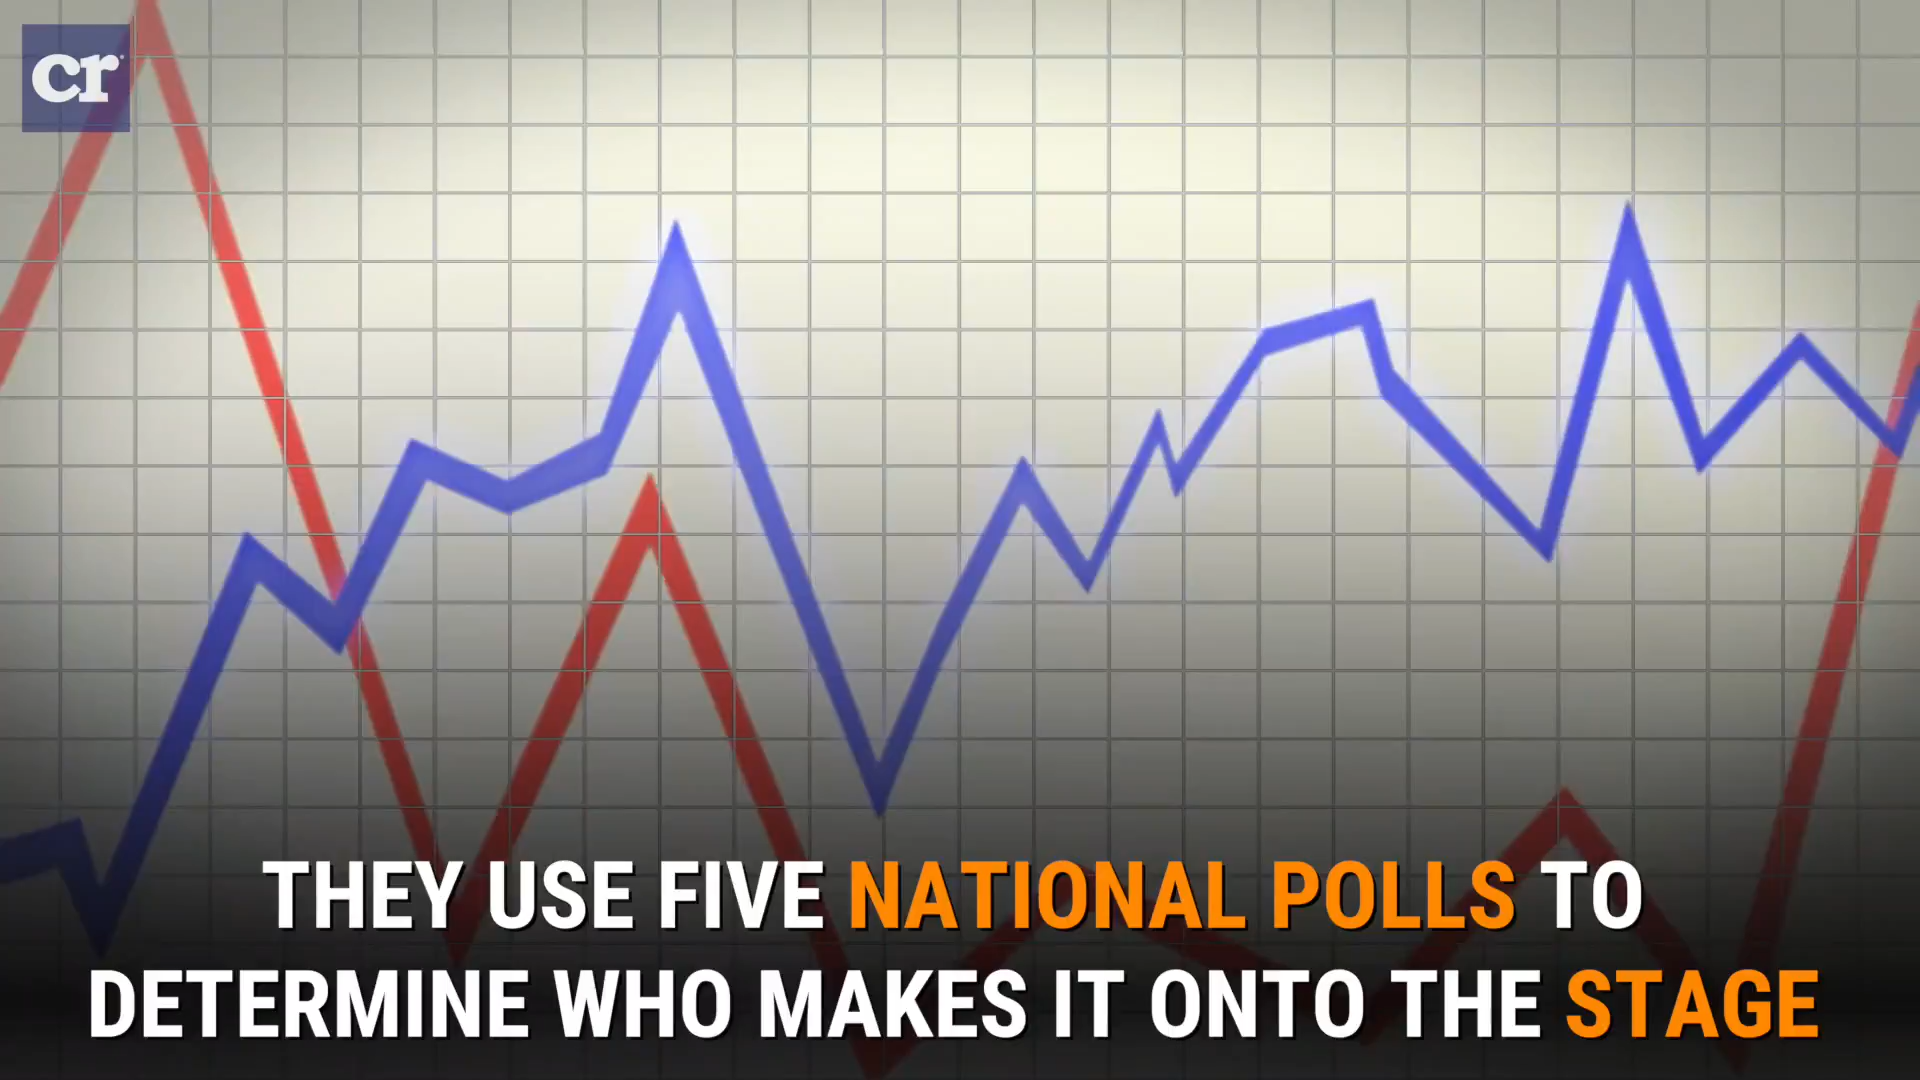 cr
THEY USE FIVE NATIONAL POLLS TO
DETERMINE WHO MAKES IT ONTO THE STAGE